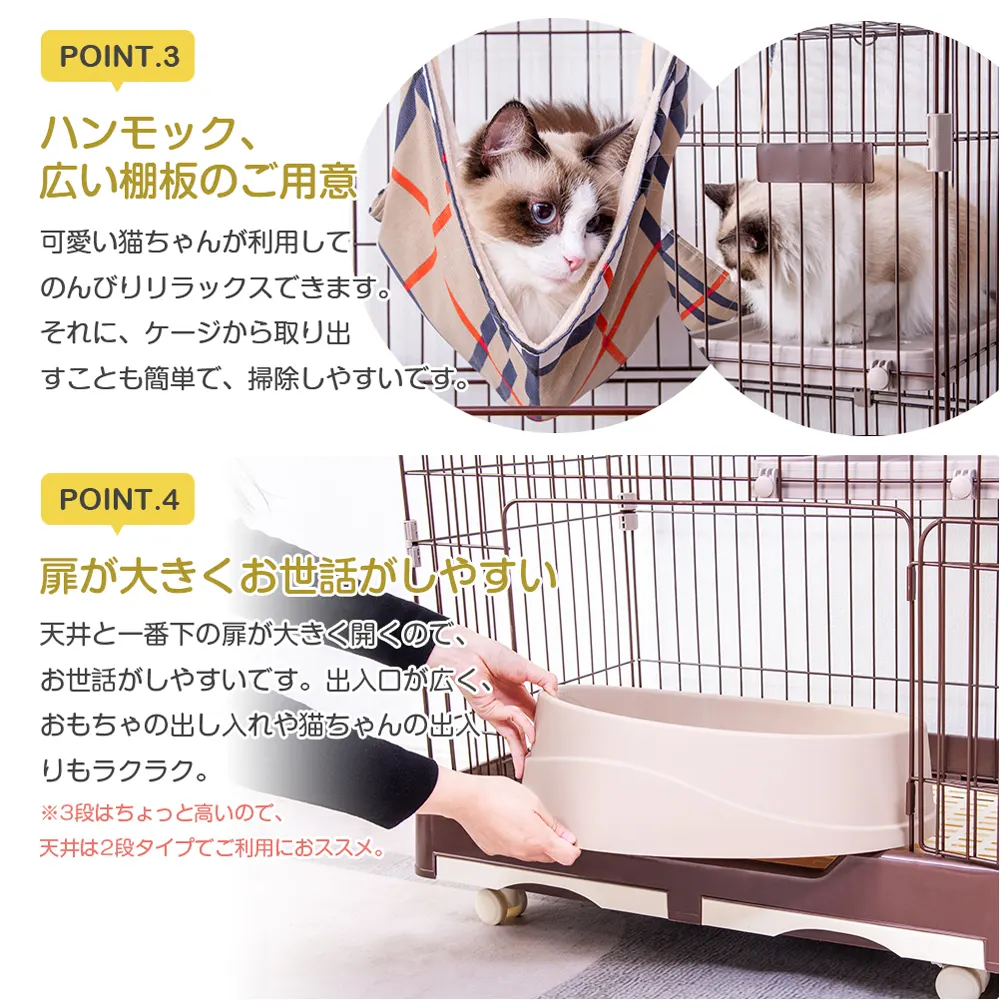 POINT.3
ハンモック、
広い棚板のご用意
可愛い猫ちゃんが利用して
のんびりリラックスできます。
それに、ケージから取り出
すことも簡単で、掃除しやすいです。
POINT.4
扉が大きくお世話がしやすい
天井と一番下の扉が大きく開くので、
お世話がしやすいです。出入口が広く、
おもちゃの出し入れや猫ちゃんの出入
りもラクラク。
※3段はちょっと高いので、
天井は2段タイプてご利用におススメ。